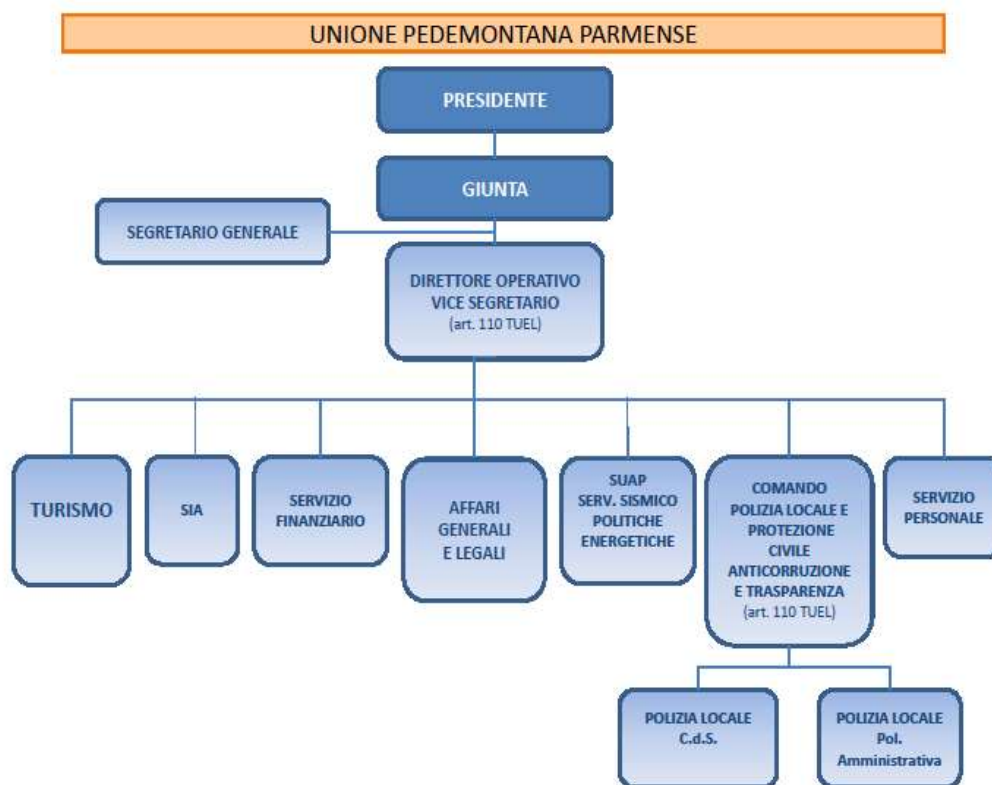 UNIONE PEDEMONTANA PARMENSE
PRESIDENTE
GIUNTA
SEGRETARIO GENERALE
DIRETTORE OPERATIVO
VICE SEGRETARIO
(art. 110 TUEL)
TURISMO
SIA
SERVIZIO
FINANZIARIO
AFFARI
GENERALI
E LEGALI
SUAP
SERV. SISMICO
POLITICHE
ENERGETICHE
COMANDO
POLIZIA LOCALE E
PROTEZIONE
CIVILE
ANTICORRUZIONE
E TRASPARENZA
(art. 110 TUEL)
SERVIZIO
PERSONALE
POLIZIA LOCALE
C.d.S.
POLIZIA LOCALE
Pol.
Amministrativa